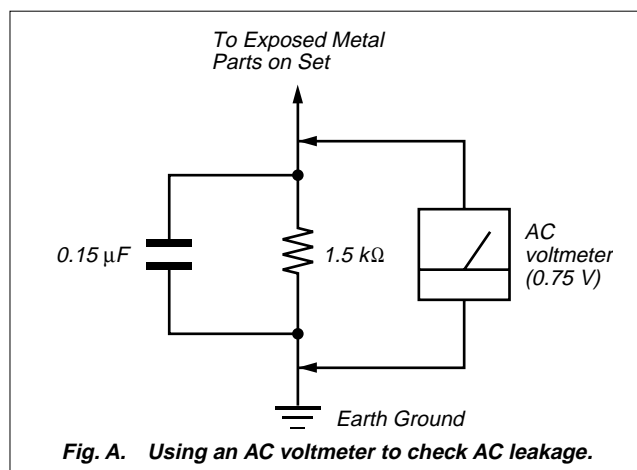 To Exposed Metal
Parts on Set
0.15 μF
1.5 kΩ
AC
voltmeter
(0.75 V)
Earth Ground
Fig. A. Using an AC voltmeter to check AC leakage.